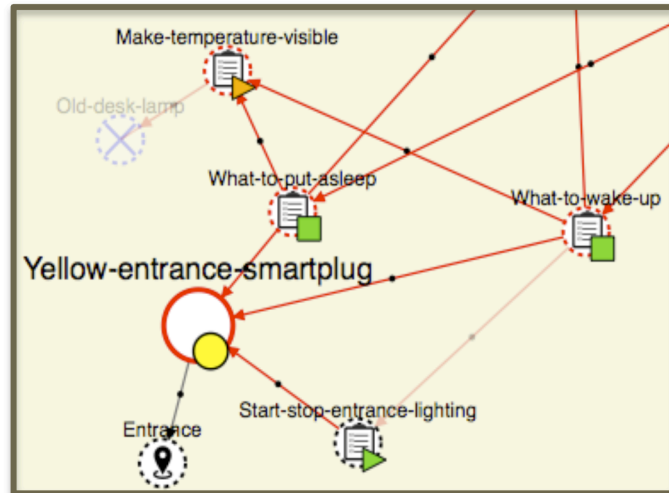 Make-temperature-visible
Old-desk-lamp
What-to-put-asleep
What-to-wake-up
Yellow-entrance-smartplug
Start-stop-entrance-lighting
Entrance